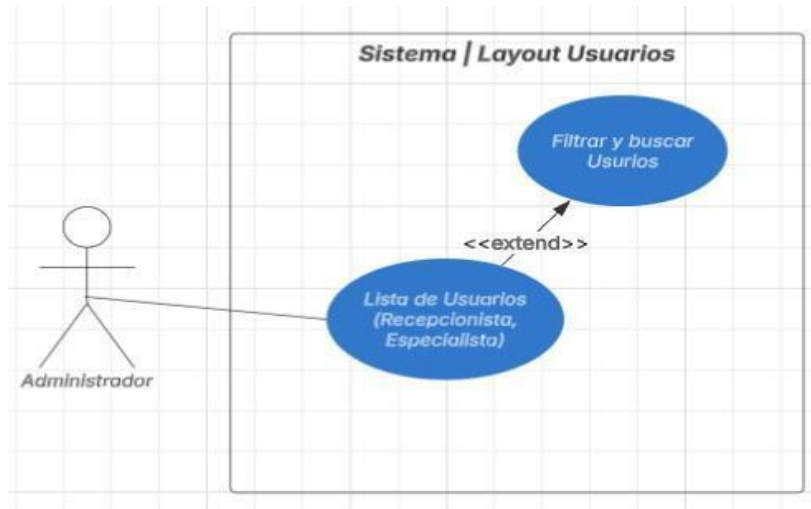 Sistema | Layout Usuarios
Filtrar y buscar
Usurios
<<extend>>
Lista de Usuarios
(Recepcionista,
Especialista)
Administrador